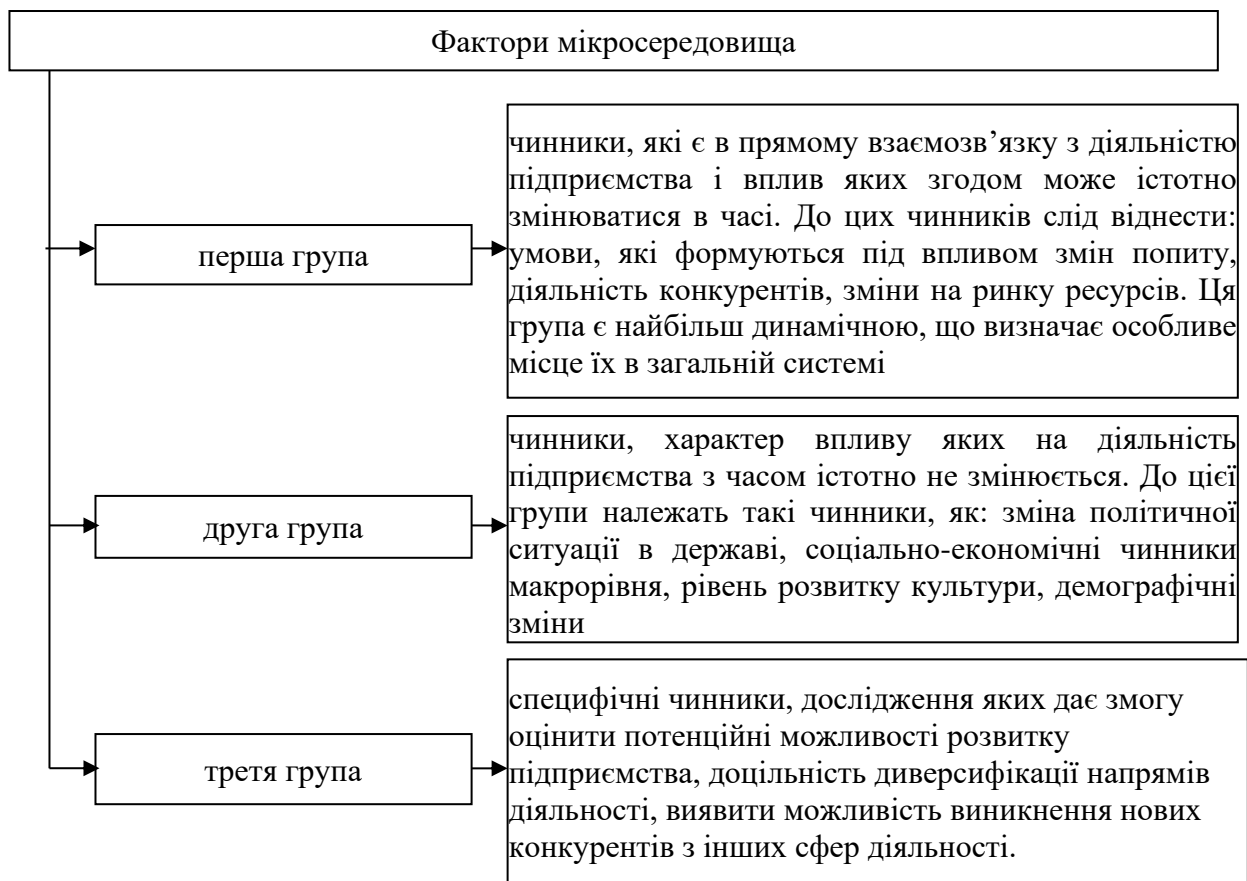 Фактори мікросередовища
чинники, які є в прямому взаємозв’язку з діяльністю
підприємства і вплив яких згодом може істотно
змінюватися в часі. До цих чинників слід віднести:
перша група
умови, які формуються під впливом змін попиту,
діяльність конкурентів, зміни на ринку ресурсів. Ця
група є найбільш динамічною, що визначає особливе
місце їх в загальній системі
чинники, характер впливу яких на діяльність
підприємства з часом істотно не змінюється. До цієї
друга група
групи належать такі чинники, як: зміна політичної
ситуації в державі, соціально-економічні чинники
макрорівня, рівень розвитку культури, демографічні
зміни
специфічні чинники, дослідження яких дає змогу
оцінити потенційні можливості розвитку
третя група
підприємства, доцільність диверсифікації напрямів
діяльності, виявити можливість виникнення нових
конкурентів з інших сфер діяльності.